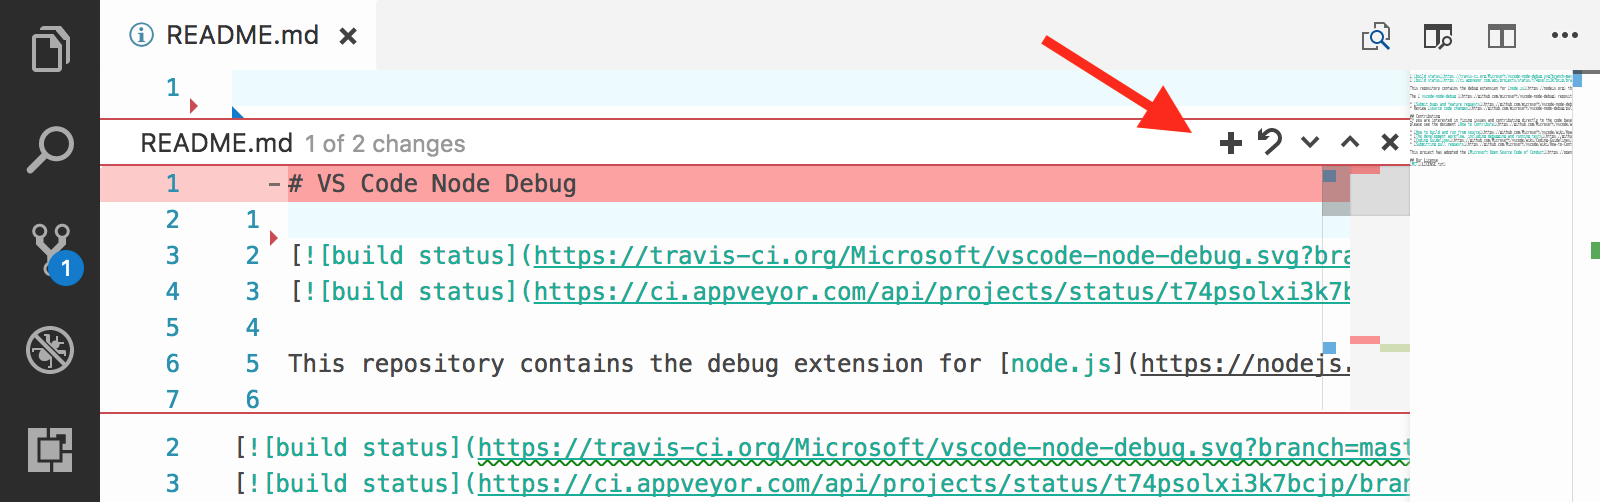 README.md
1
README.md 1 of 2 changes
1 # VS Code Node Debug
2 1
3 2 [![build status](https://travis-ci.org/Microsoft/vscode-node-debug.svg?bra
4 3 [![build status](https://ci.appveyor.com/api/projects/status/t74psolxi3k7b
5 4
6 5 This repository contains the debug extension for [node.js](https://nodejs.
7 6
2 [![build status](https://travis-ci.org/Microsoft/vscode-node-debug.svg?branch=mast
3 [![build status](https://ci.appveyor.com/api/projects/status/t74psolxi3k7bcjp/bran
1